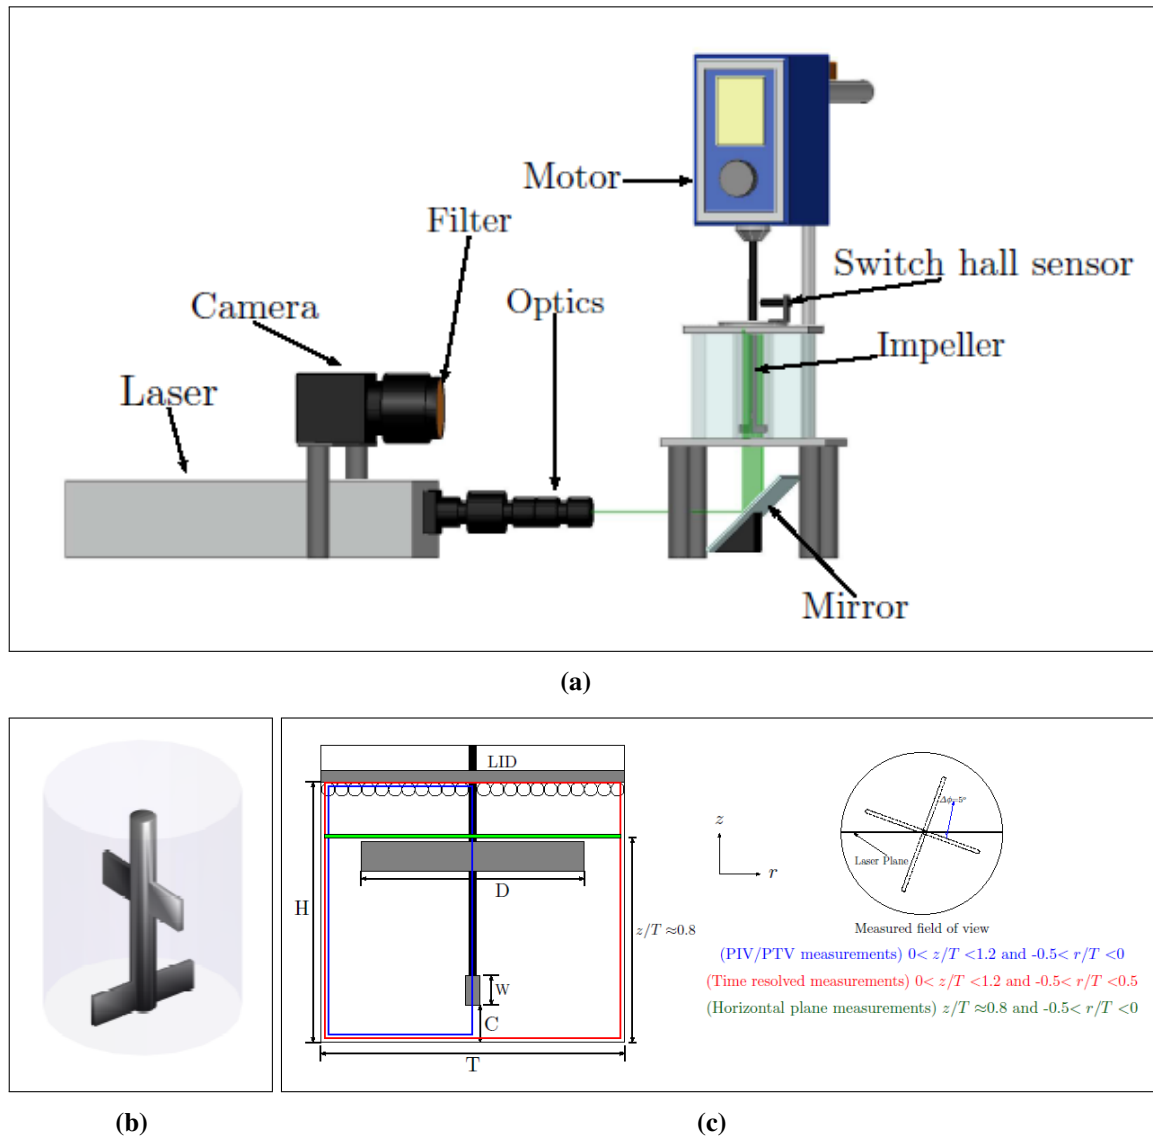 Motor
Filter
Switch hall sensor
Camera
Optics
Impeller
Laser
Mirror
(a)
LID
Δϕ=5°
z
Laser Plane
r
D
H
z/T ≈0.8
Measured field of view
(PIV/PTV measurements) 0< z/T <1.2 and -0.5< r/T <0
(Time resolved measurements) 0< z/T <1.2 and -0.5< r/T <0.5
W
(Horizontal plane measurements) z/T ≈0.8 and -0.5< r/T <0
C
T
(b)
(c)